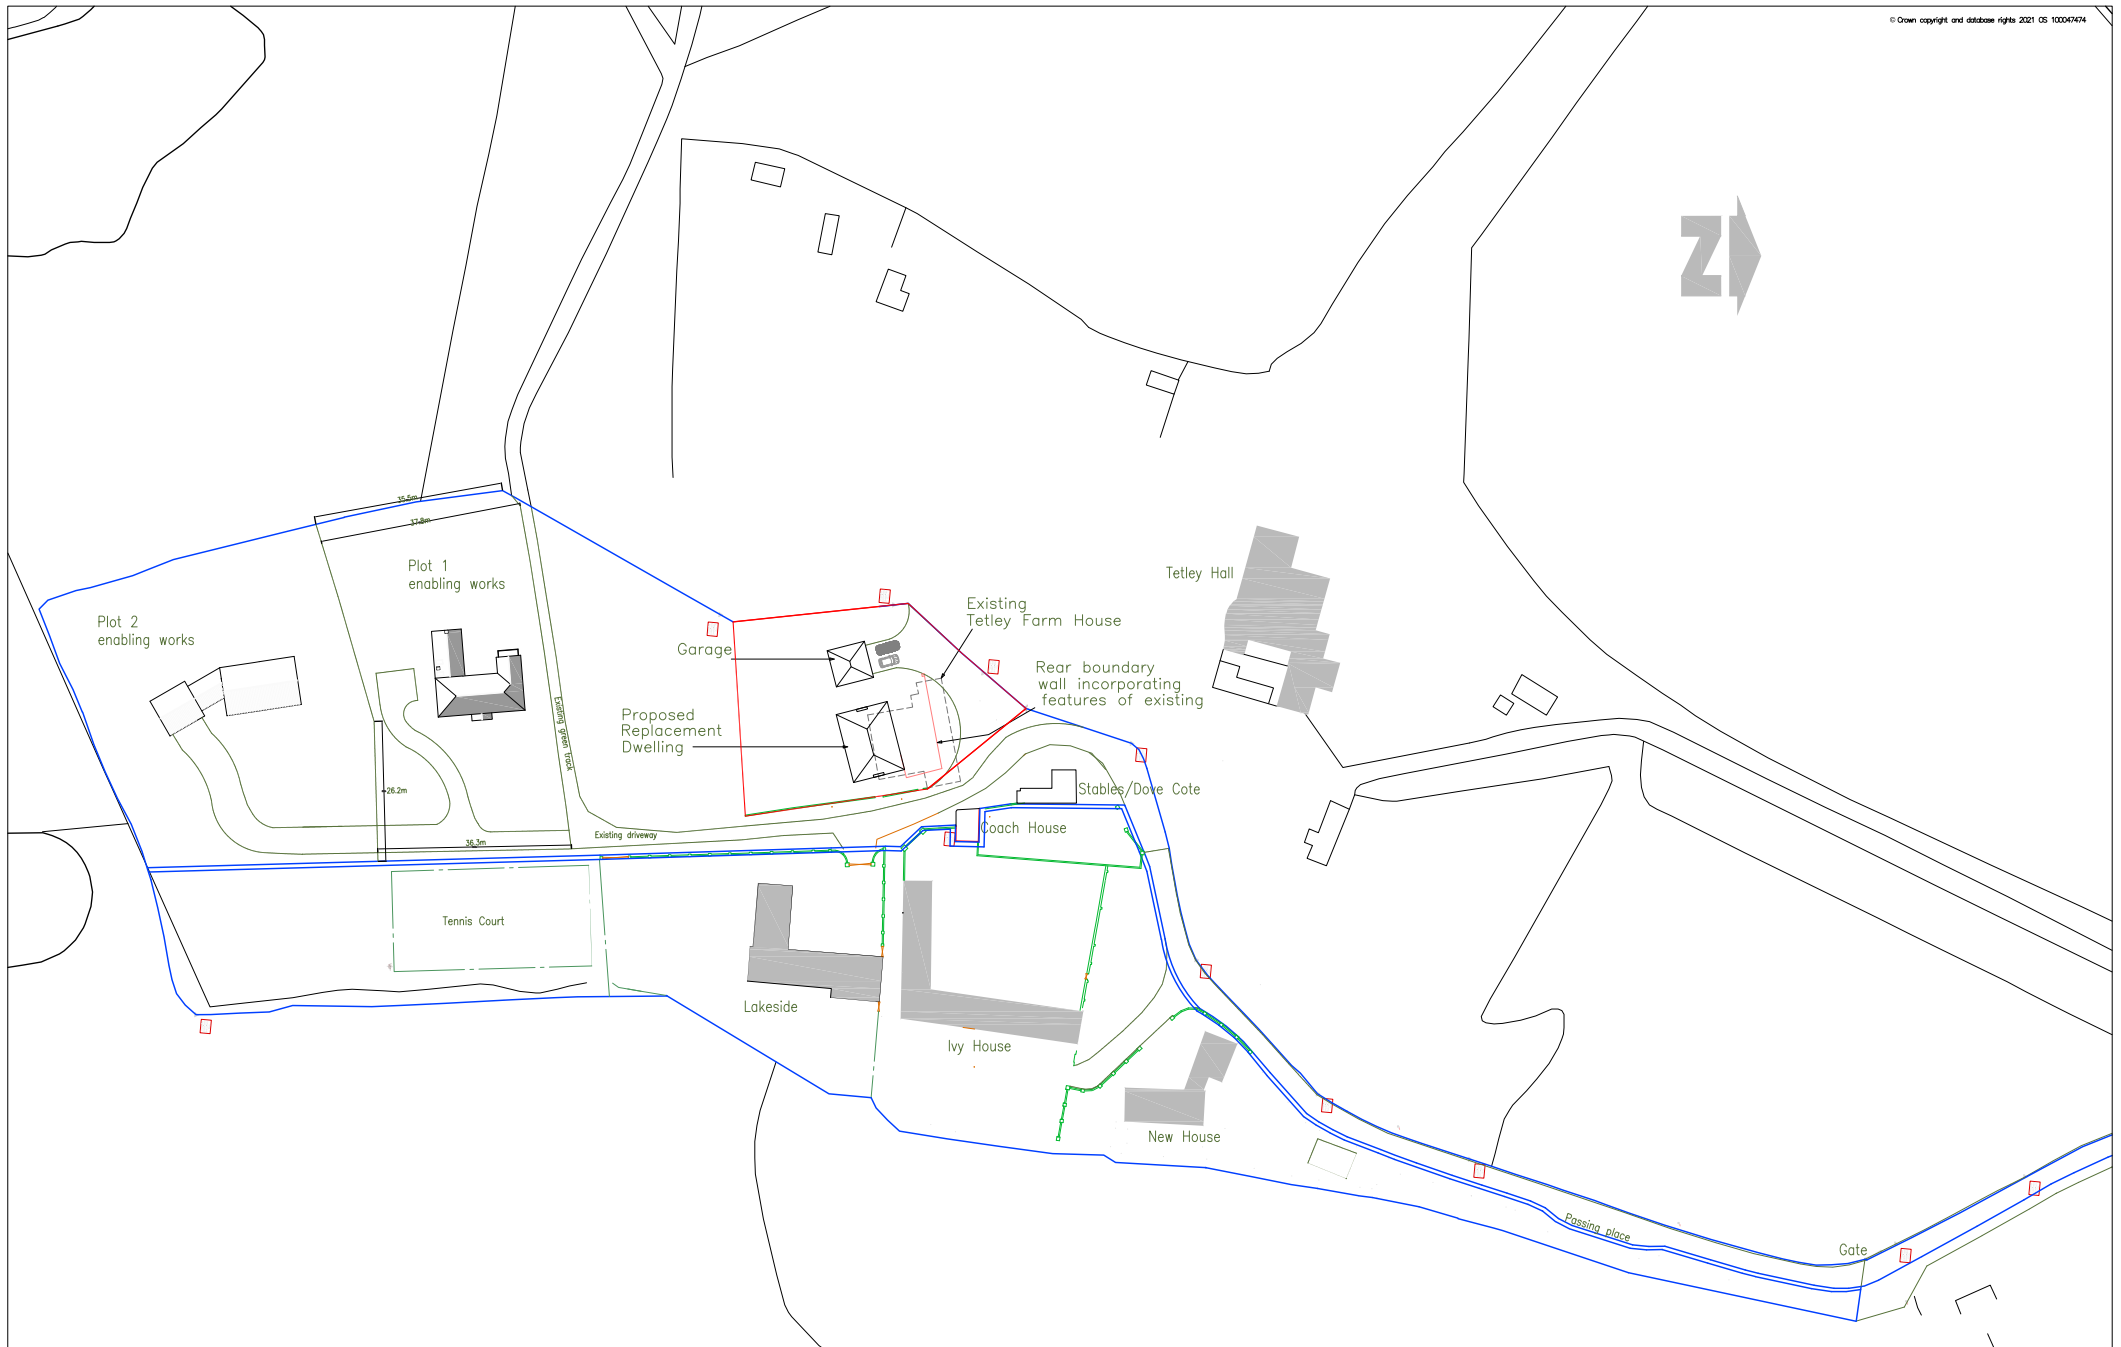 © Crown copyright and database rights 2021 OS 100047474
N
35.5m
37.8m
Plot 1
enabling works
Plot 2
enabling works
Existing green track
26.2m
36.3m
Existing driveway
Tennis Court
Garage
Proposed
Replacement
Dwelling
Existing
Tetley Farm House
Rear boundary
wall incorporating
features of existing
Tetley Hall
Stables/Dove Cote
Coach House
Lakeside
Ivy House
New House
Passing place
Gate